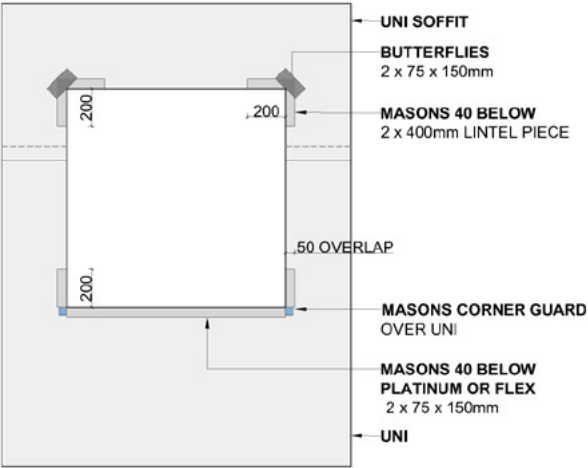 UNI SOFFIT
BUTTERFLIES
2 x 75 x 150mm
200
200
MASONS 40 BELOW
2 x 400mm LINTEL PIECE
50 OVERLAP
200
MASONS CORNER GUARD
OVER UNI
MASONS 40 BELOW
PLATINUM OR FLEX
2 x 75 x 150mm
UNI